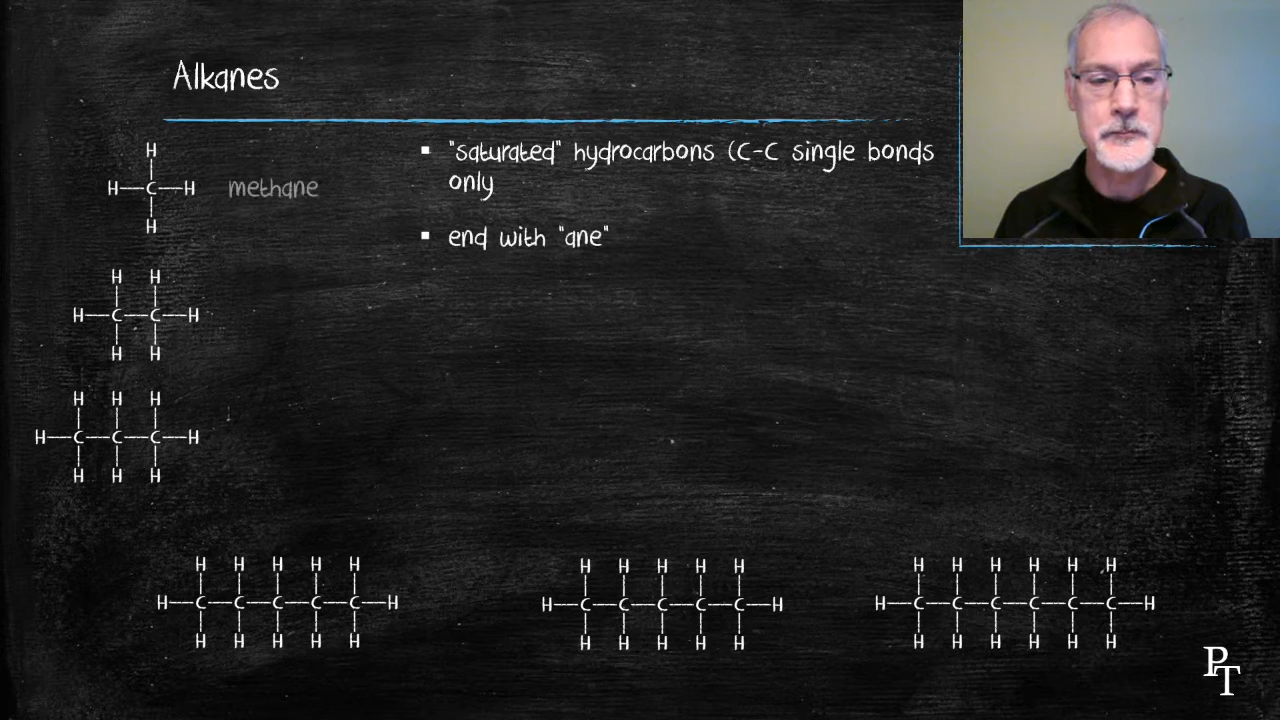 Alkanes
H
H C H
H
methane
▪ "saturated" hydrocarbons (C-C single bonds
only
▪ end with "ane"
H H
H C C H
H H
H H H
H C C C H
H H H
H H H H H
H C C C C C H
H H H H H
H H H H H
H C C C C C H
H H H H H
H H H H H H
H C C C C C C H
H H H H H H
PT